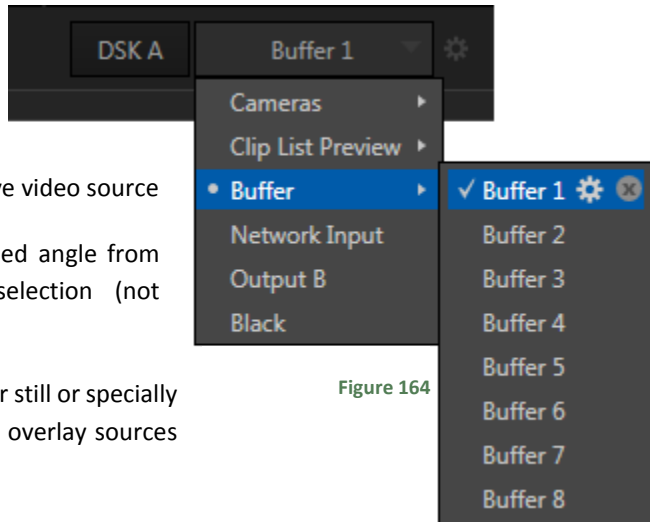 DSK A Buffer 1
Cameras
Clip List Preview
Buffer
Network Input
Output B
Black
Buffer 1
Buffer 2
Buffer 3
Buffer 4
Buffer 5
Buffer 6
Buffer 7
Buffer 8
video source
ed angle from
selection (not
r still or specially
overlay sources
Figure 164